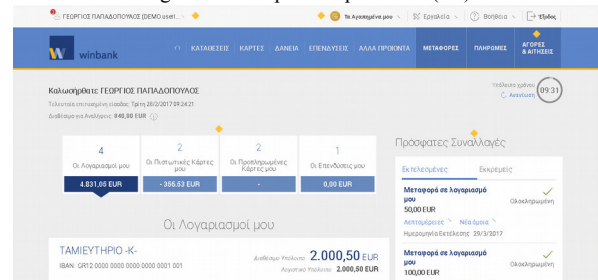 ΓΕΩΡΓΙΟΣ ΠΑΠΑΔΟΠΟΥΛΟΣ [DEMO userI..
Τα Αγαπημένα μου
Εργαλεία
Βοήθεια
Έξοδος
winbank
ΚΑΤΑΘΕΣΕΙΣ ΚΑΡΤΕΣ ΔΑΝΕΙΑ ΕΠΕΝΔΥΣΕΙΣ ΑΛΛΑ ΠΡΟΪΟΝΤΑ ΜΕΤΑΦΟΡΕΣ ΠΛΗΡΩΜΕΣ
ΑΓΟΡΕΣ
& ΑΙΤΗΣΕΙΣ
Καλωσήρθατε ΓΕΩΡΓΙΟΣ ΠΑΠΑΔΟΠΟΥΛΟΣ
Τελευταία επιτυχημένη είσοδος: Τρίτη, 28/2/2017 09:24:21
Διαθέσιμο για Αναλήψεις: 840,00 EUR
Υπόλοιπο χρόνου
Ανανέωση
09:31
4
Οι Λογαριασμοί μου
4.831,05 EUR
2
Οι Πιστωτικές Κάρτες
μου
- 356.53 EUR
2
Οι Προπληρωμένες
Κάρτες μου
-
1
Οι Επενδύσεις μου
0,00 EUR
Οι Λογαριασμοί μου
ΤΑΜΙΕΥΤΗΡΙΟ -Κ-
IBAN: GR12 0000 0000 0000 0000 0001 001
Διαθέσιμο Υπόλοιπο 2.000,50 EUR
Λογιστικό Υπόλοιπο 2.000,50 EUR
Πρόσφατες Συναλλαγές
Εκτελεσμένες Εκκρεμείς
Μεταφορά σε λογαριασμό
μου
50,00 EUR
Ολοκληρωμένη
Λεπτομέρειες Νέα όμοια
Ημερομηνία Εκτέλεσης 29/3/2017
Μεταφορά σε λογαριασμό
μου
100,00 EUR
Ολοκληρωμένη